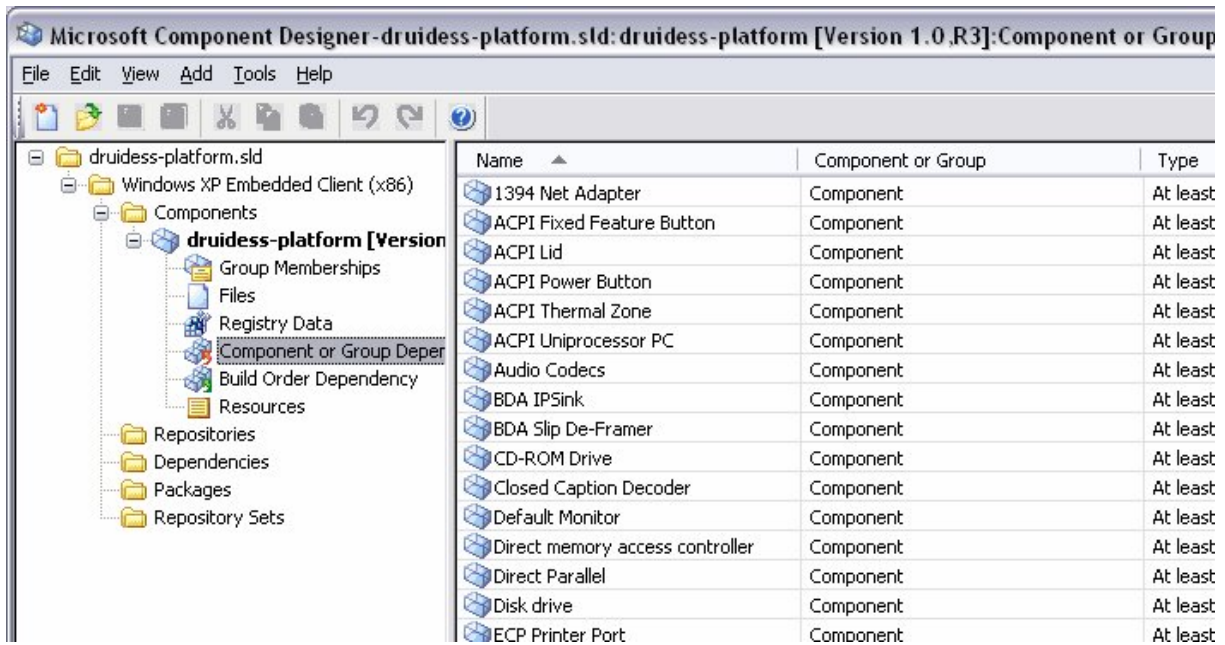 Microsoft Component Designer-druidess-platform.sld:druidess-platform [Version 1.0,R3]:Component or Group
File Edit View Add Tools Help
druidess-platform.sld
Windows XP Embedded Client (x86)
Components
druidess-platform [Version
Group Memberships
Files
Registry Data
Component or Group Deper
Build Order Dependency
Resources
Repositories
Dependencies
Packages
Repository Sets
Name Component or Group Type
1394 Net Adapter Component At least
ACPI Fixed Feature Button Component At least
ACPI Lid Component At least
ACPI Power Button Component At least
ACPI Thermal Zone Component At least
ACPI Uniprocessor PC Component At least
Audio Codecs Component At least
BDA IPSink Component At least
BDA Slip De-Framer Component At least
CD-ROM Drive Component At least
Closed Caption Decoder Component At least
Default Monitor Component At least
Direct memory access controller Component At least
Direct Parallel Component At least
Disk drive Component At least
ECP Printer Port Component At least